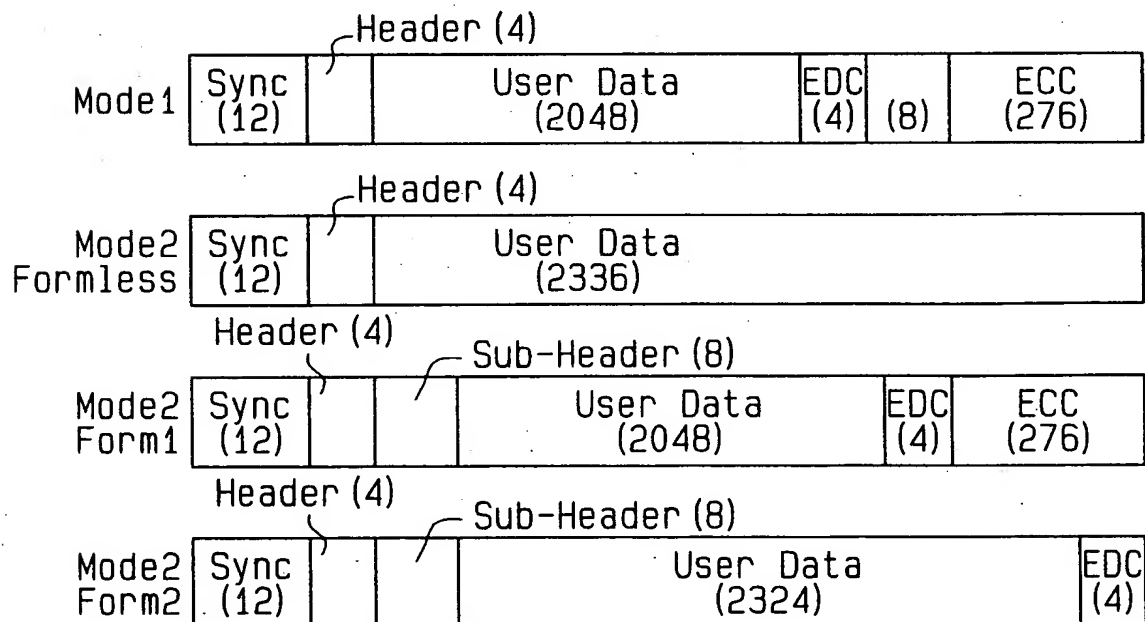 Header (4)
Mode1
Sync
(12)
User Data
(2048)
EDC
(4)
(8)
ECC
(276)
Header (4)
Mode2
Formless
Sync
(12)
User Data
(2336)
Header (4)
Sub-Header (8)
Mode2
Form1
Sync
(12)
User Data
(2048)
EDC
(4)
ECC
(276)
Header (4)
Sub-Header (8)
Mode2
Form2
Sync
(12)
User Data
(2324)
EDC
(4)